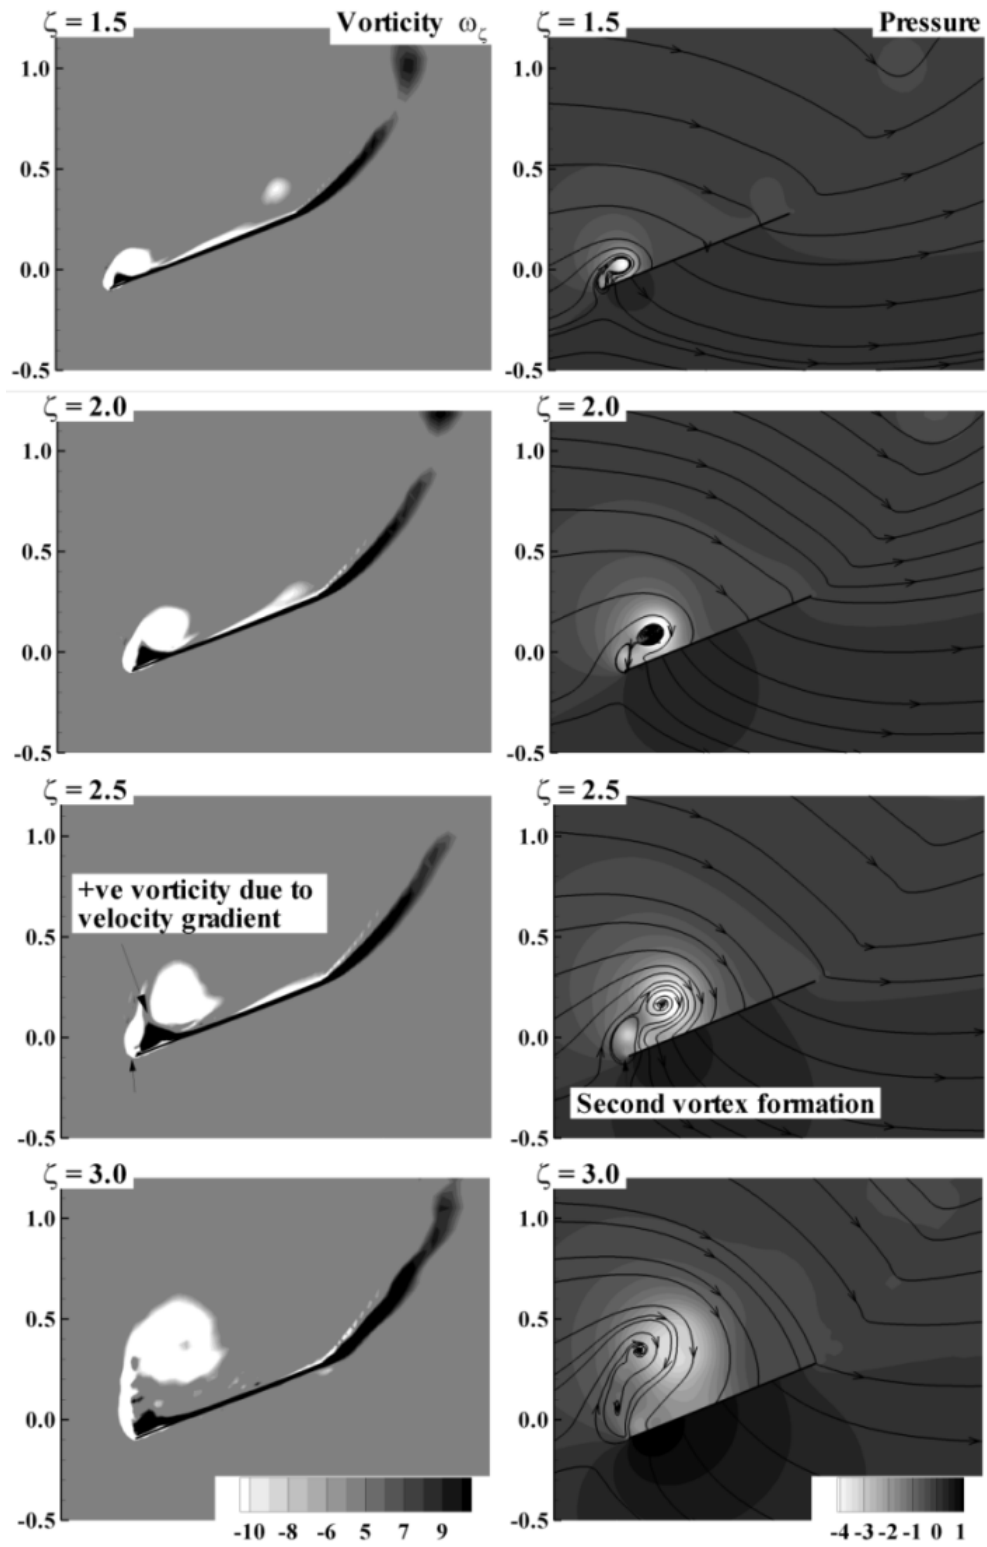 ζ = 1.5
Vorticity ω_ζ
1.0
0.5
0.0
-0.5
ζ = 1.5
Pressure
1.0
0.5
0.0
-0.5
ζ = 2.0
1.0
0.5
0.0
-0.5
ζ = 2.0
1.0
0.5
0.0
-0.5
ζ = 2.5
1.0
+ve vorticity due to
velocity gradient
0.5
0.0
-0.5
ζ = 2.5
1.0
0.5
0.0
Second vortex formation
-0.5
ζ = 3.0
1.0
0.5
0.0
-0.5
-10 -8 -6 5 7 9
ζ = 3.0
1.0
0.5
0.0
-0.5
-4 -3 -2 -1 0 1